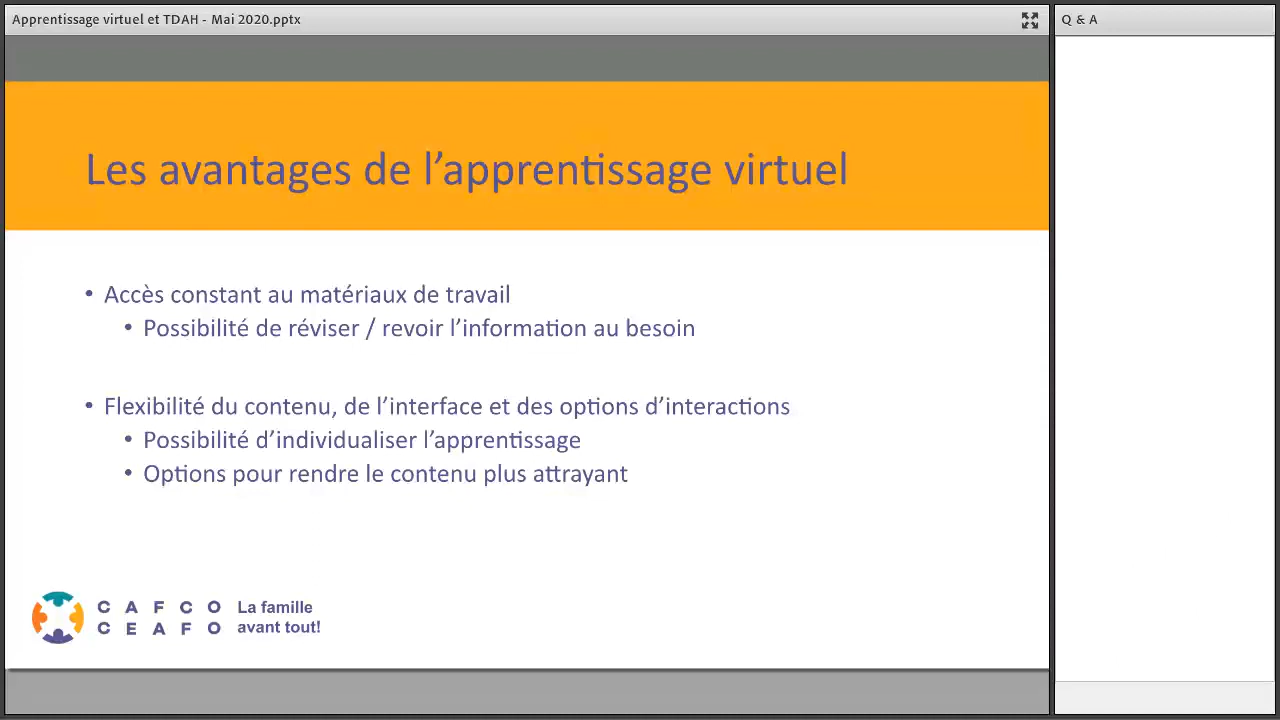 Apprentissage virtuel et TDAH - Mai 2020.pptx
Q & A
Les avantages de l’apprentissage virtuel
• Accès constant au matériaux de travail
• Possibilité de réviser / revoir l’information au besoin
• Flexibilité du contenu, de l’interface et des options d’interactions
• Possibilité d’individualiser l’apprentissage
• Options pour rendre le contenu plus attrayant
CAFCO
CEAFO
La famille
avant tout!